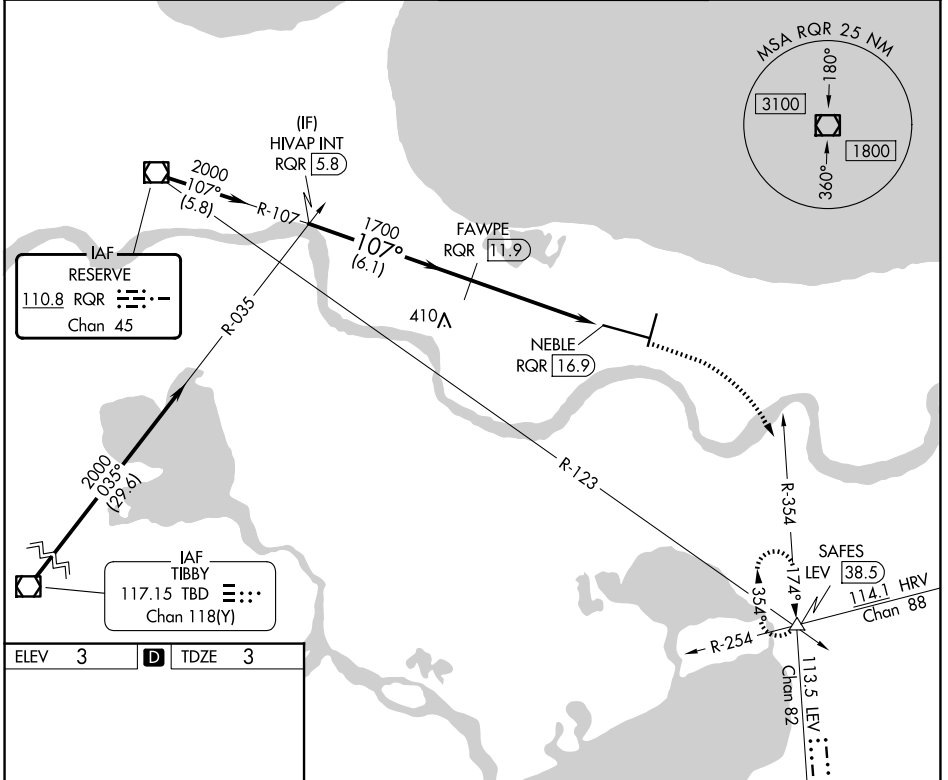 MSA RQR 25 NM
180°
3100
1800
360°
(IF)
HIVAP INT
RQR 5.8
2000
107°
(5.8)
R-107
1700
107°
(6.1)
FAWPE
RQR 11.9
IAF
RESERVE
110.8 RQR
Chan 45
R-035
410
NEBLE
RQR 16.9
2000
035°
(29.6)
R-123
R-354
IAF
TIBBY
117.15 TBD
Chan 118(Y)
SAFES
LEV 38.5
354°
174°
114.1 HRV
Chan 88
R-254
113.5 LEV
Chan 82
ELEV 3 D TDZE 3